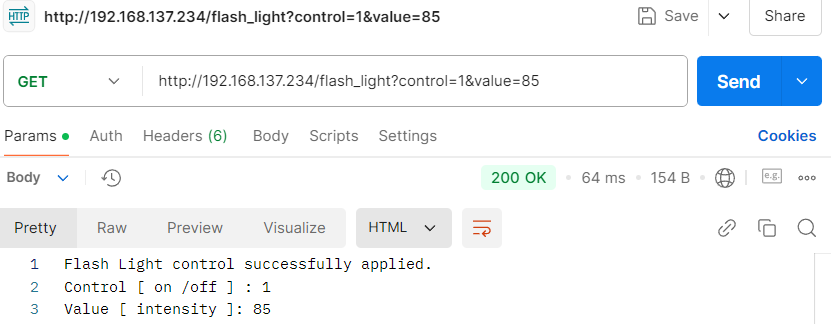 HTTP http://192.168.137.234/flash_light?control=1&value=85 Save Share
GET http://192.168.137.234/flash_light?control=1&value=85 Send
Params Auth Headers (6) Body Scripts Settings Cookies
Body 200 OK 64 ms 154 B e.g.
Pretty Raw Preview Visualize HTML
1 Flash Light control successfully applied.
2 Control [ on /off ] : 1
3 Value [ intensity ]: 85